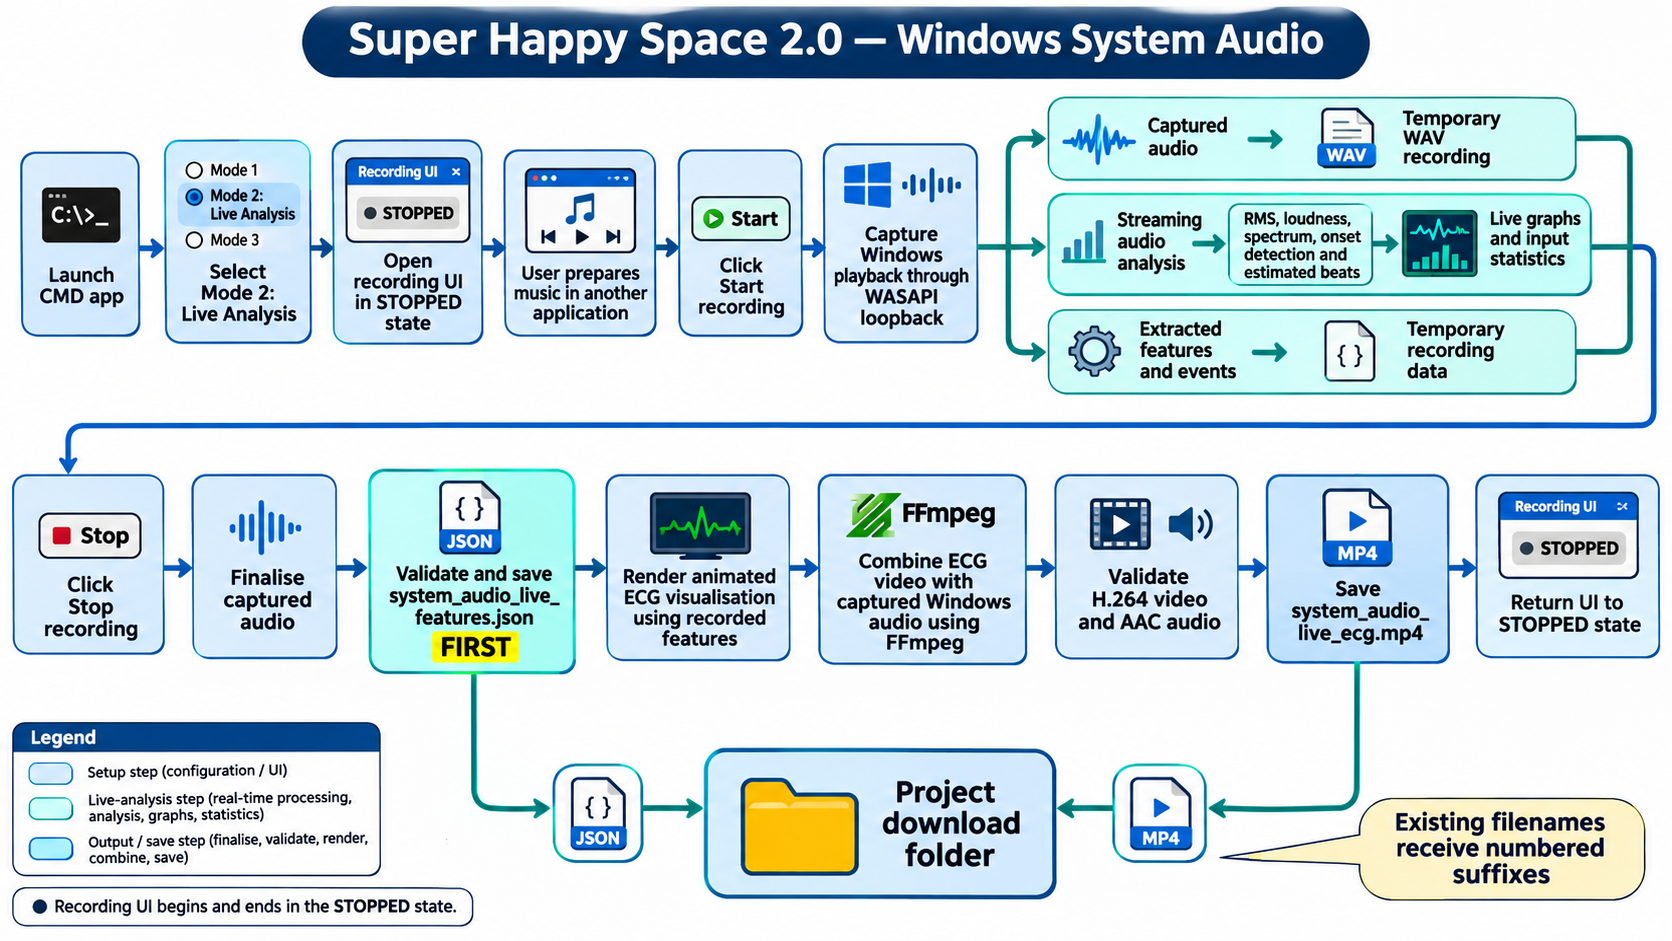 Super Happy Space 2.0 — Windows System Audio
C:\>_
Launch
CMD app
Mode 1
Mode 2:
Live Analysis
Mode 3
Select
Mode 2:
Live Analysis
Recording UI
STOPPED
Open
recording UI
in STOPPED
state
User prepares
music in another
application
Start
Click
Start
recording
Capture
Windows
playback through
WASAPI
loopback
Captured
audio
WAV
Temporary
WAV
recording
Streaming
audio
analysis
RMS, loudness,
spectrum, onset
detection and
estimated beats
Live graphs
and input
statistics
Extracted
features
and events
{ }
Temporary
recording
data
Stop
Click
Stop
recording
Finalise
captured
audio
{ }
JSON
Validate and save
system_audio_live_
features.json
FIRST
Render animated
ECG visualisation
using recorded
features
FFmpeg
Combine ECG
video with
captured Windows
audio using
FFmpeg
Validate
H.264 video
and AAC audio
MP4
Save
system_audio_
live_ecg.mp4
Recording UI
STOPPED
Return UI to
STOPPED state
Legend
Setup step (configuration / UI)
Live-analysis step (real-time processing,
analysis, graphs, statistics)
Output / save step (finalise, validate, render,
combine, save)
Recording UI begins and ends in the STOPPED state.
{ }
JSON
Project
download
folder
MP4
Existing filenames
receive numbered
suffixes